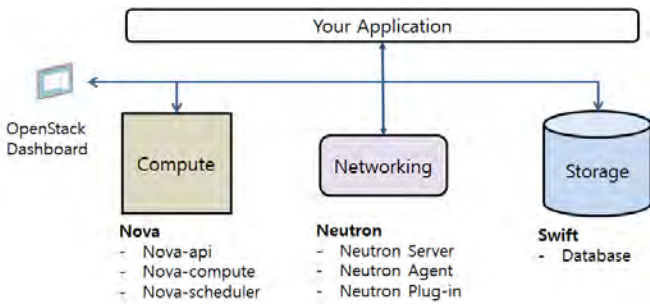 Your Application
OpenStack
Dashboard
Compute
Networking
Storage
Nova
- Nova-api
- Nova-compute
- Nova-scheduler
Neutron
- Neutron Server
- Neutron Agent
- Neutron Plug-in
Swift
- Database